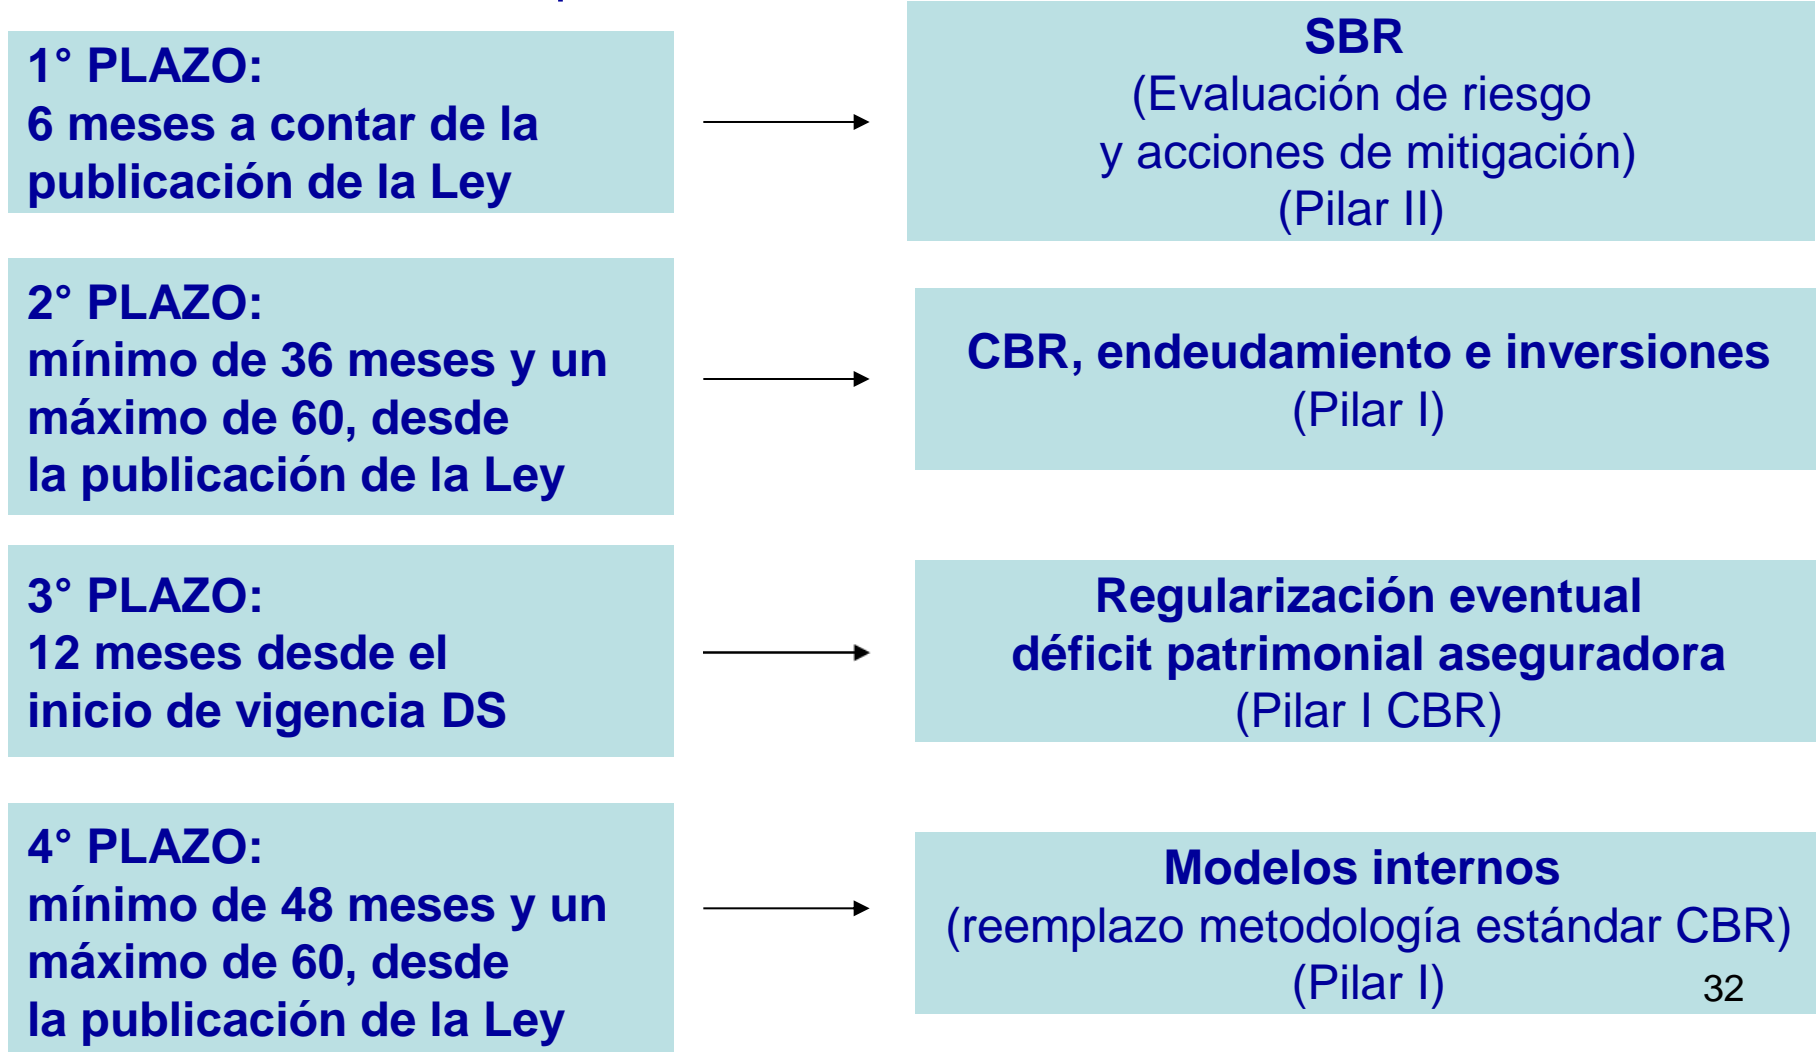 1° PLAZO:
6 meses a contar de la
publicación de la Ley
SBR
(Evaluación de riesgo
y acciones de mitigación)
(Pilar II)
2° PLAZO:
mínimo de 36 meses y un
máximo de 60, desde
la publicación de la Ley
CBR, endeudamiento e inversiones
(Pilar I)
3° PLAZO:
12 meses desde el
inicio de vigencia DS
Regularización eventual
déficit patrimonial aseguradora
(Pilar I CBR)
4° PLAZO:
mínimo de 48 meses y un
máximo de 60, desde
la publicación de la Ley
Modelos internos
(reemplazo metodología estándar CBR)
(Pilar I)
32